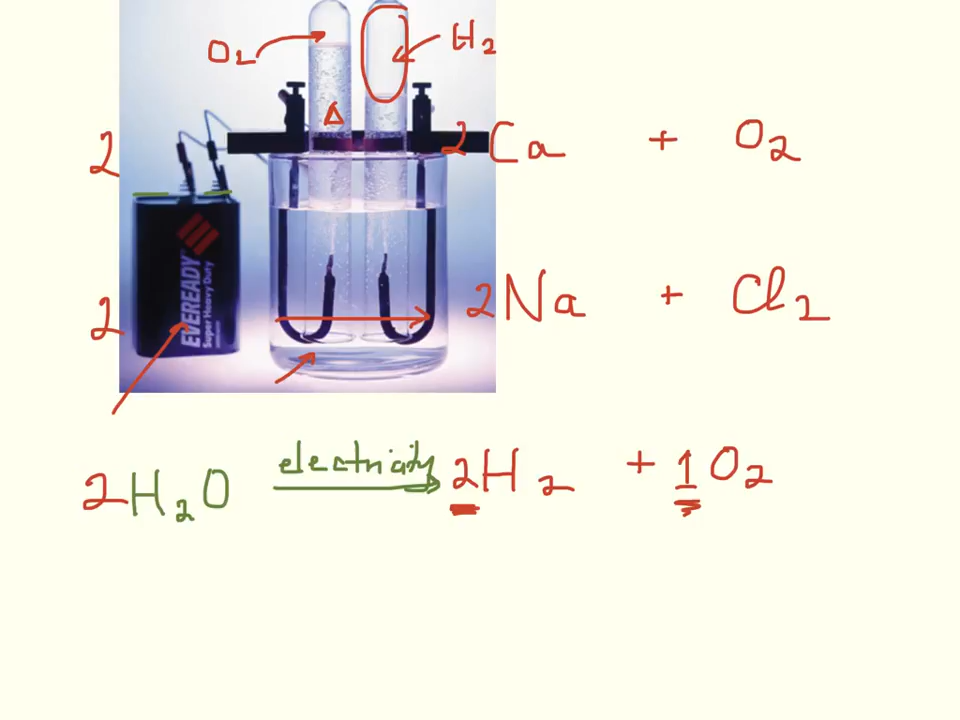 O2 H2
2 Δ 2Ca + O2
EVEREADY
Super Heavy Duty
2 2Na + Cl2
2H2O electricity 2H2 + 1O2